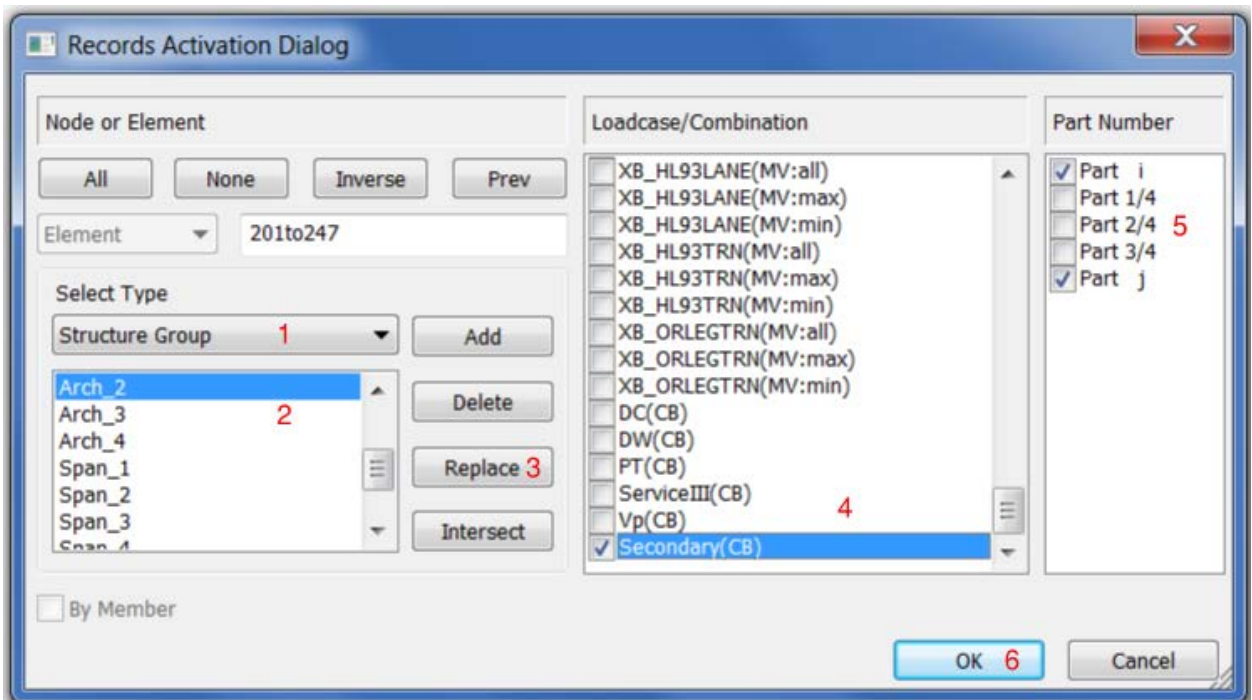 Records Activation Dialog
Node or Element
All None Inverse Prev
Element 201to247
Select Type
Structure Group 1 Add
Arch_2
Arch_3 2
Arch_4
Span_1
Span_2
Span_3
Span_4
Delete
Replace 3
Intersect
By Member
Loadcase/Combination
XB_HL93LANE(MV:all)
XB_HL93LANE(MV:max)
XB_HL93LANE(MV:min)
XB_HL93TRN(MV:all)
XB_HL93TRN(MV:max)
XB_HL93TRN(MV:min)
XB_ORLEGTRN(MV:all)
XB_ORLEGTRN(MV:max)
XB_ORLEGTRN(MV:min)
DC(CB)
DW(CB)
PT(CB)
ServiceIII(CB)
Vp(CB) 4
Secondary(CB)
Part Number
Part i
Part 1/4
Part 2/4 5
Part 3/4
Part j
OK 6 Cancel